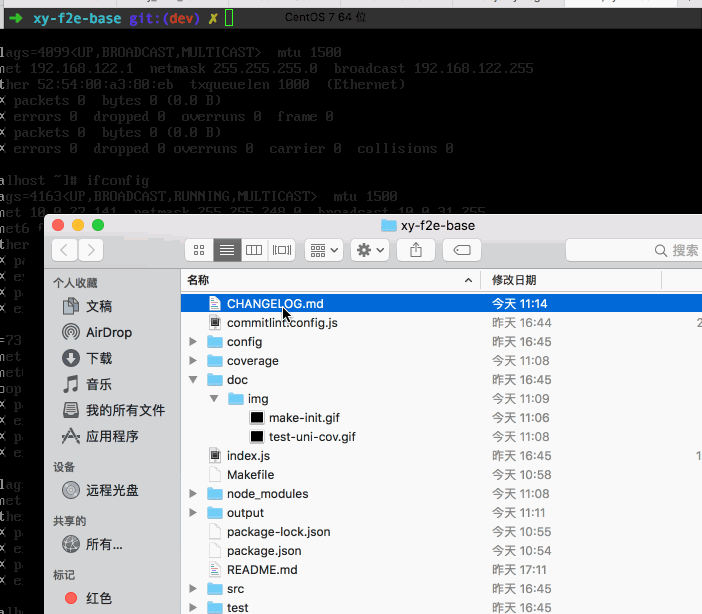 ➜ xy-f2e-base git:(dev) ✗
CentOS 7 64 位
lags=4099<UP,BROADCAST,MULTICAST> mtu 1500
net 192.168.122.1 netmask 255.255.255.0 broadcast 192.168.122.255
ther 52:54:00:a3:80:eb txqueuelen 1000 (Ethernet)
X packets 0 bytes 0 (0.0 B)
X errors 0 dropped 0 overruns 0 frame 0
X packets 0 bytes 0 (0.0 B)
X errors 0 dropped 0 overruns 0 carrier 0 collisions 0
alhost ~]# ifconfig
ags=4163<UP,BROADCAST,RUNNING,MULTICAST> mtu 1500
xy-f2e-base
搜索
个人收藏
文稿
AirDrop
下载
音乐
我的所有文件
应用程序
设备
远程光盘
共享的
所有...
标记
红色
名称 修改日期
CHANGELOG.md 今天 11:14
commitlint.config.js 昨天 16:44
config 昨天 16:45
coverage 今天 11:08
doc 昨天 16:45
img 今天 11:09
make-init.gif 今天 11:06
test-uni-cov.gif 今天 11:08
index.js 昨天 16:45
Makefile 今天 10:58
node_modules 今天 11:08
output 今天 11:11
package-lock.json 今天 10:55
package.json 今天 10:54
README.md 昨天 17:11
src 昨天 16:45
test 昨天 16:45